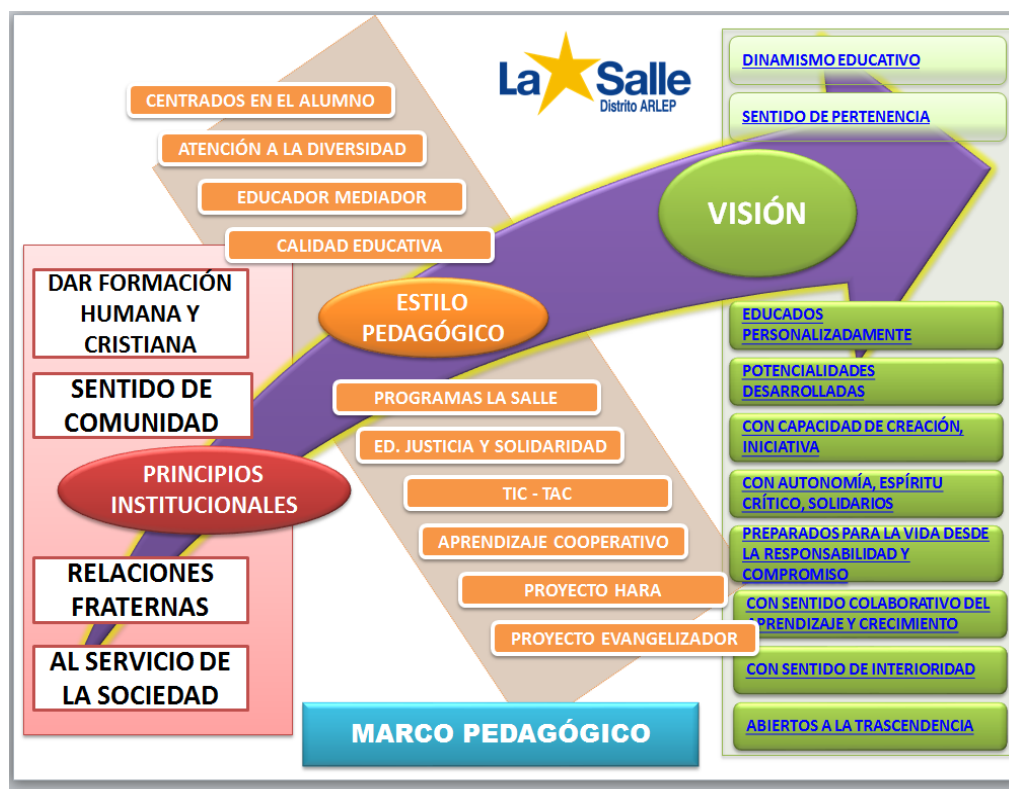 La Salle
Distrito ARLEP
CENTRADOS EN EL ALUMNO
ATENCIÓN A LA DIVERSIDAD
EDUCADOR MEDIADOR
CALIDAD EDUCATIVA
DAR FORMACIÓN
HUMANA Y
CRISTIANA
SENTIDO DE
COMUNIDAD
PRINCIPIOS
INSTITUCIONALES
RELACIONES
FRATERNAS
AL SERVICIO DE
LA SOCIEDAD
ESTILO
PEDAGÓGICO
PROGRAMAS LA SALLE
ED. JUSTICIA Y SOLIDARIDAD
TIC - TAC
APRENDIZAJE COOPERATIVO
PROYECTO HARA
PROYECTO EVANGELIZADOR
MARCO PEDAGÓGICO
DINAMISMO EDUCATIVO
SENTIDO DE PERTENENCIA
VISIÓN
EDUCADOS
PERSONALIZADAMENTE
POTENCIALIDADES
DESARROLLADAS
CON CAPACIDAD DE CREACIÓN,
INICIATIVA
CON AUTONOMÍA, ESPÍRITU
CRÍTICO, SOLIDARIOS
PREPARADOS PARA LA VIDA DESDE
LA RESPONSABILIDAD Y
COMPROMISO
CON SENTIDO COLABORATIVO DEL
APRENDIZAJE Y CRECIMIENTO
CON SENTIDO DE INTERIORIDAD
ABIERTOS A LA TRASCENDENCIA